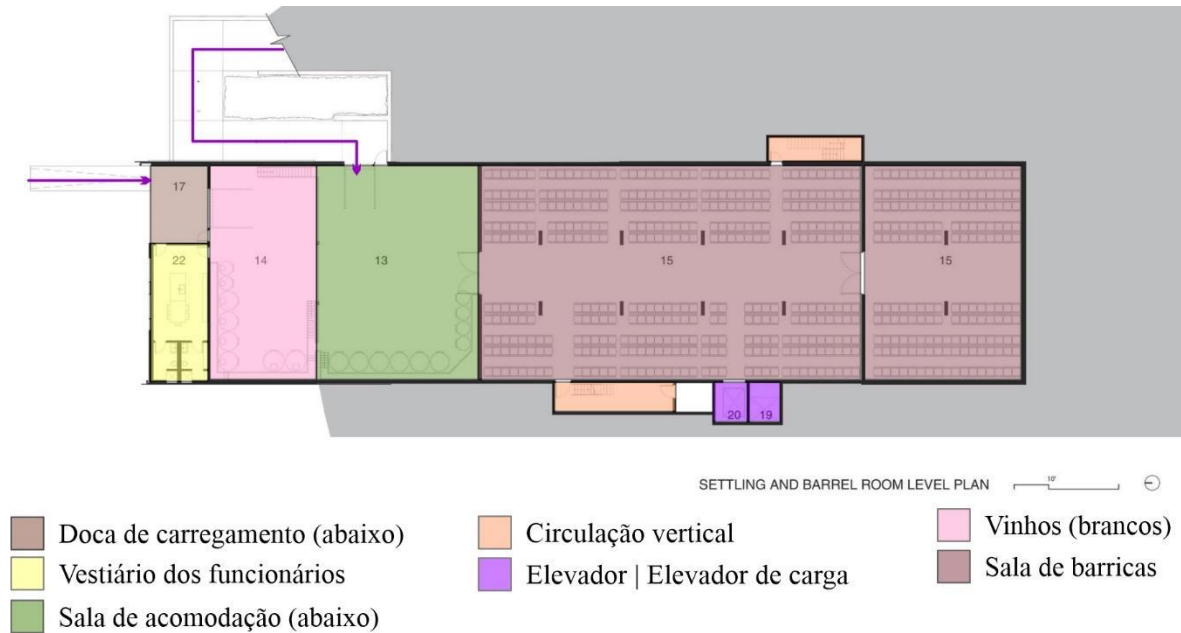 17
22
14
13
15
15
20
19
SETTLING AND BARREL ROOM LEVEL PLAN
10'
Doca de carregamento (abaixo)
Vestiário dos funcionários
Sala de acomodação (abaixo)
Circulação vertical
Elevador | Elevador de carga
Vinhos (brancos)
Sala de barricas